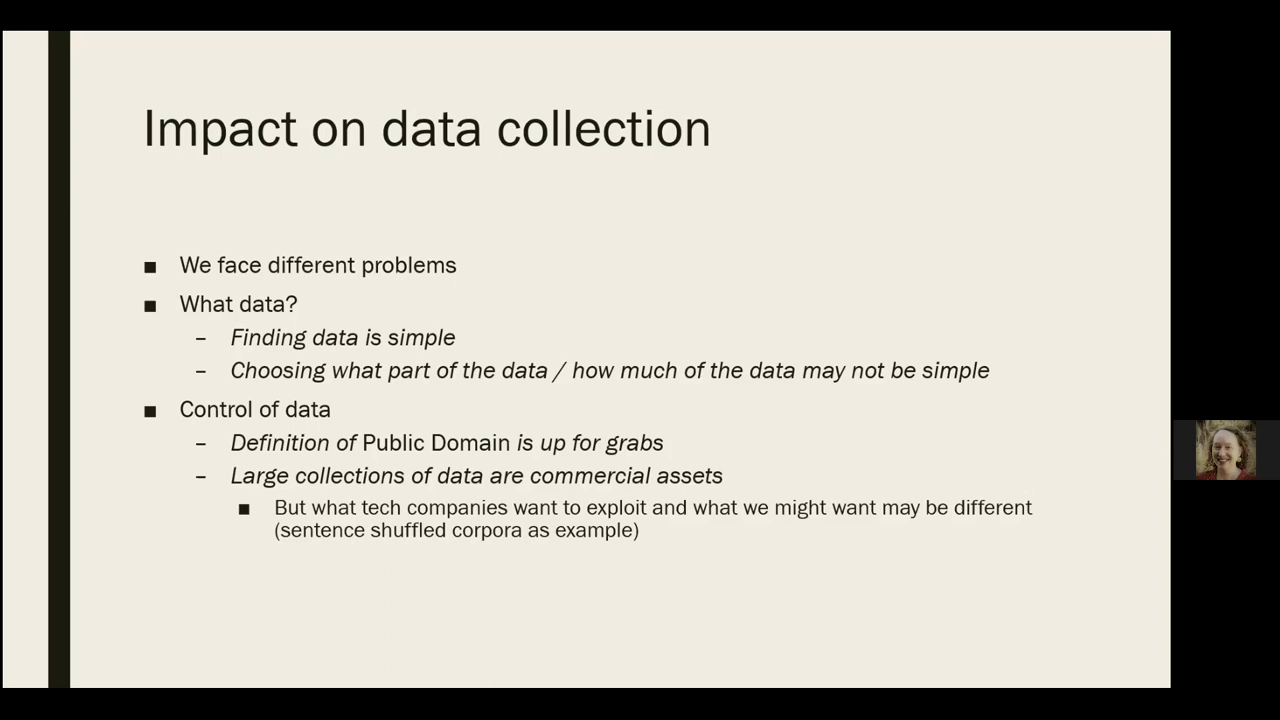 Impact on data collection
■ We face different problems
■ What data?
– Finding data is simple
– Choosing what part of the data / how much of the data may not be simple
■ Control of data
– Definition of Public Domain is up for grabs
– Large collections of data are commercial assets
■ But what tech companies want to exploit and what we might want may be different
(sentence shuffled corpora as example)